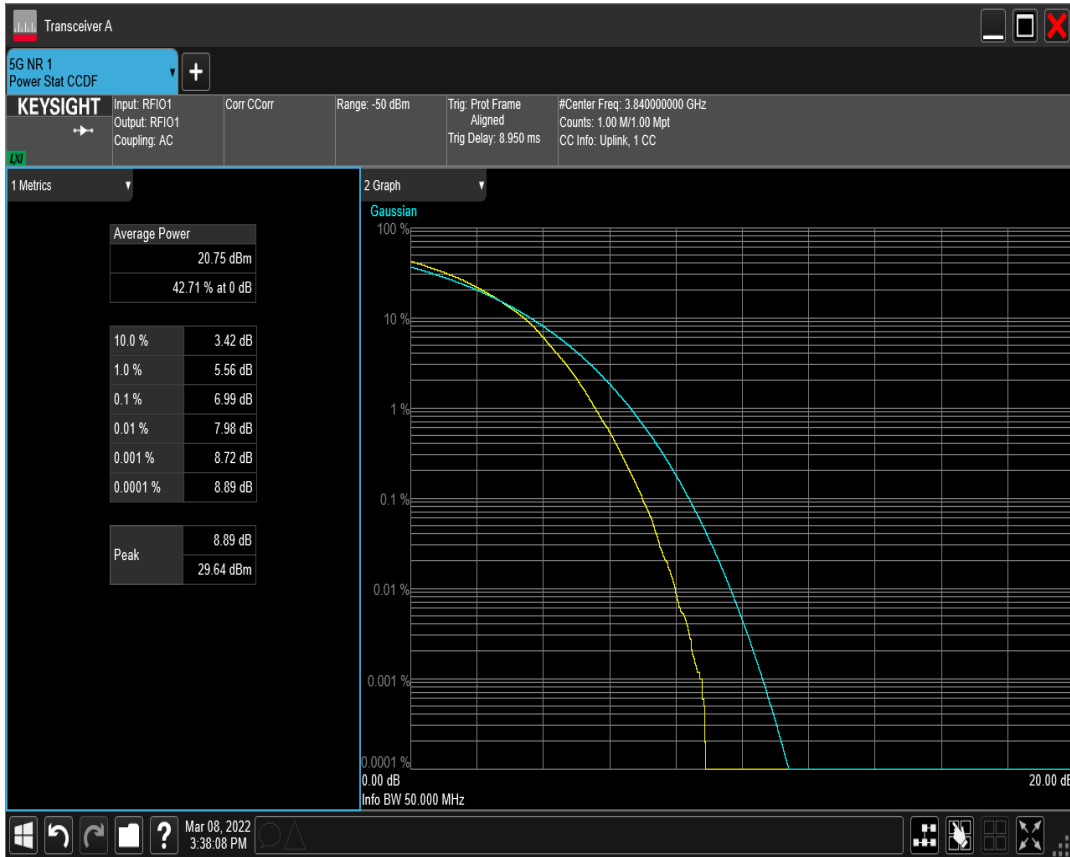 Transceiver A
5G NR 1
Power Stat CCDF
KEYSIGHT
LXI
Input: RFIO1
Output: RFIO1
Coupling: AC
Corr CCorr
Range: -50 dBm
Trig: Prot Frame
Aligned
Trig Delay: 8.950 ms
#Center Freq: 3.840000000 GHz
Counts: 1.00 M/1.00 Mpt
CC Info: Uplink, 1 CC
1 Metrics
Average Power
20.75 dBm
42.71 % at 0 dB
10.0 % 3.42 dB
1.0 % 5.56 dB
0.1 % 6.99 dB
0.01 % 7.98 dB
0.001 % 8.72 dB
0.0001 % 8.89 dB
Peak
8.89 dB
29.64 dBm
2 Graph
Gaussian
100 %
10 %
1 %
0.1 %
0.01 %
0.001 %
0.0001 %
0.00 dB 20.00 dB
Info BW 50.000 MHz
?
Mar 08, 2022
3:38:08 PM